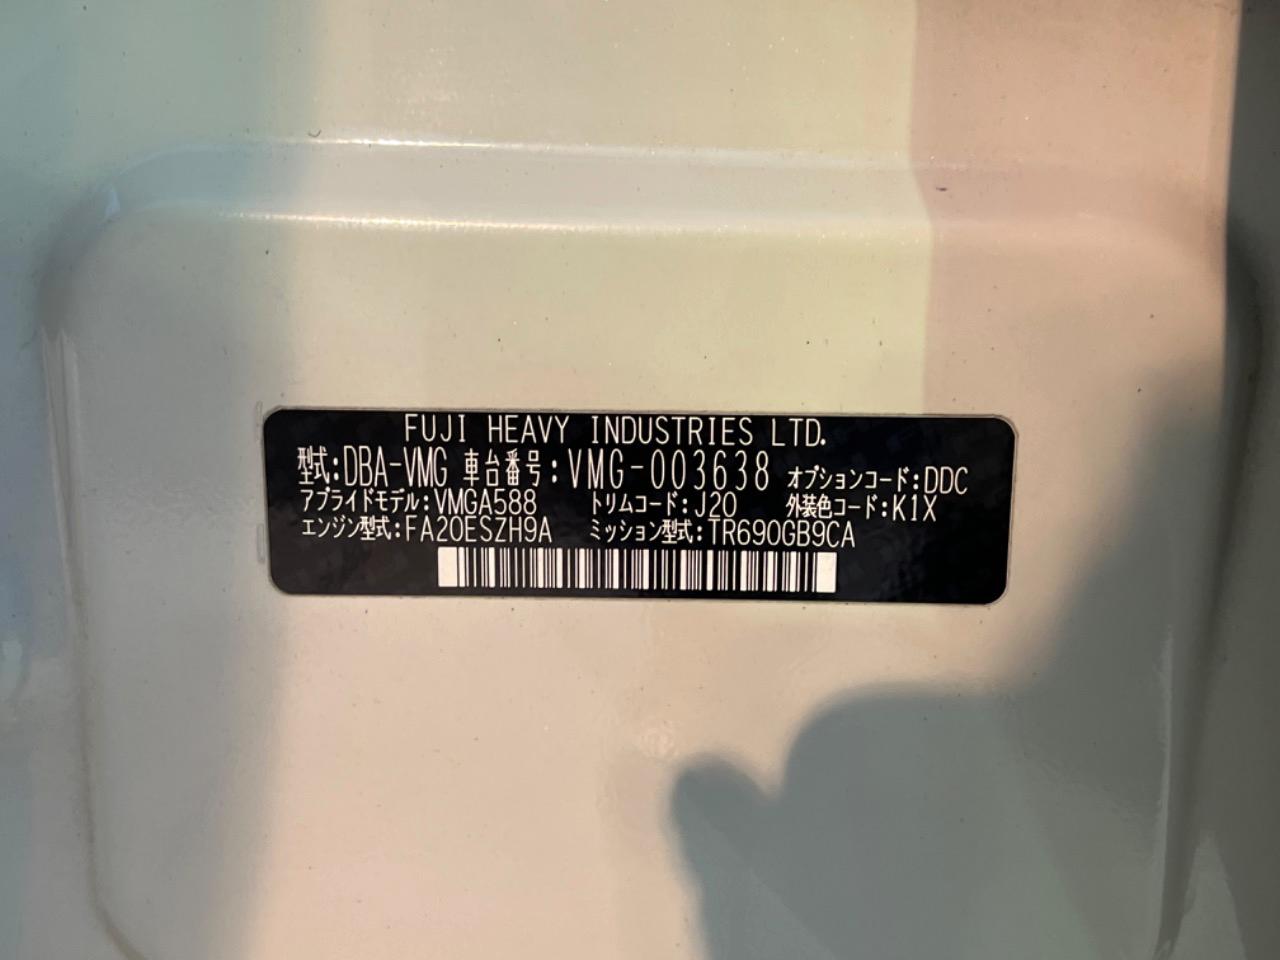 FUJI HEAVY INDUSTRIES LTD.
型式:DBA-VMG 車台番号:VMG-003638 オプションコード:DDC
アプライドモデル:VMGA588 トリムコード:J20 外装色コード:K1X
エンジン型式:FA20ESZH9A ミッション型式:TR690GB9CA